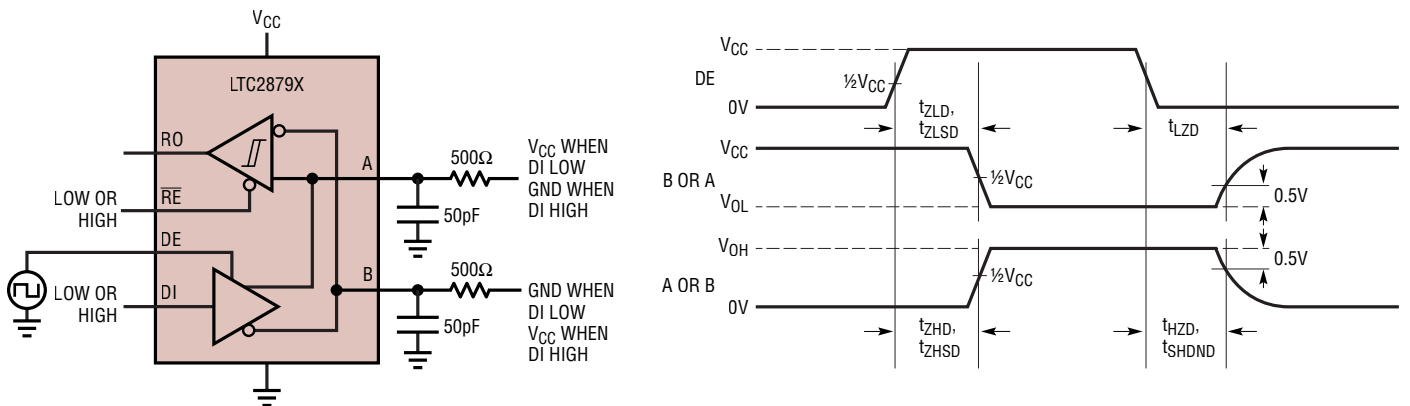 VCC
LTC2879X
RO
A
500Ω
VCC WHEN
DI LOW
GND WHEN
DI HIGH
LOW OR
HIGH
RE
50pF
DE
B
500Ω
LOW OR
HIGH
DI
GND WHEN
DI LOW
VCC WHEN
DI HIGH
50pF
VCC
DE
½VCC
0V
tZLD,
tZLSD
tLZD
VCC
B OR A
½VCC
VOL
0.5V
VOH
A OR B
½VCC
0.5V
0V
tZHD,
tZHSD
tHZD,
tSHDND